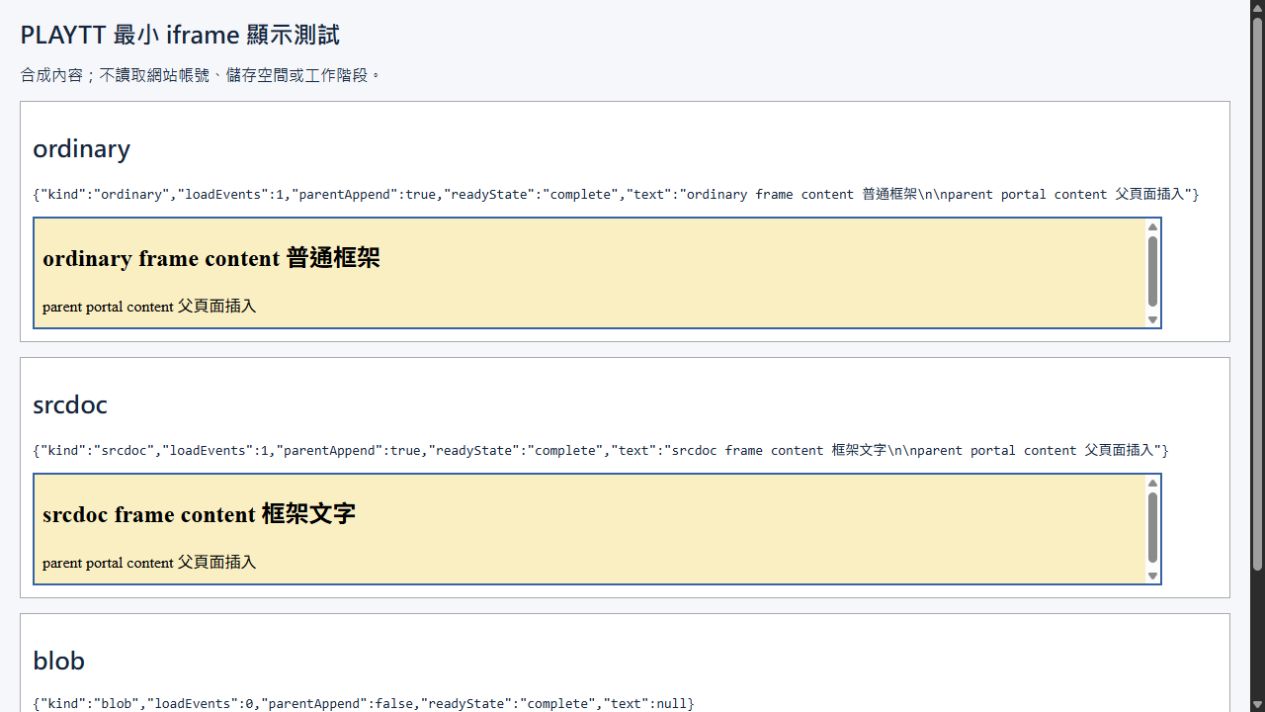 PLAYTT 最小 iframe 顯示測試
合成內容；不讀取網站帳號、儲存空間或工作階段。
ordinary
{"kind":"ordinary","loadEvents":1,"parentAppend":true,"readyState":"complete","text":"ordinary frame content 普通框架\n\nparent portal content 父頁面插入"}
ordinary frame content 普通框架
parent portal content 父頁面插入
srcdoc
{"kind":"srcdoc","loadEvents":1,"parentAppend":true,"readyState":"complete","text":"srcdoc frame content 框架文字\n\nparent portal content 父頁面插入"}
srcdoc frame content 框架文字
parent portal content 父頁面插入
blob
{"kind":"blob","loadEvents":0,"parentAppend":false,"readyState":"complete","text":null}